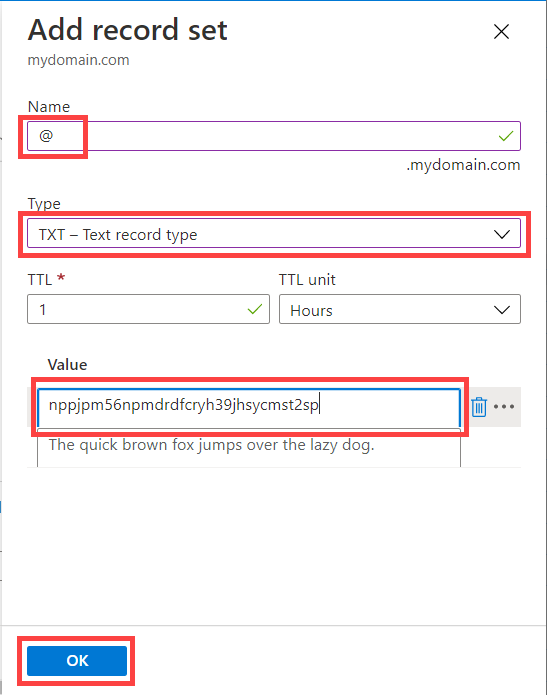 Add record set
mydomain.com
Name
@
.mydomain.com
Type
TXT – Text record type
TTL * TTL unit
1 Hours
Value
nppjpm56npmdrdfcryh39jhsycmst2sp
The quick brown fox jumps over the lazy dog.
OK